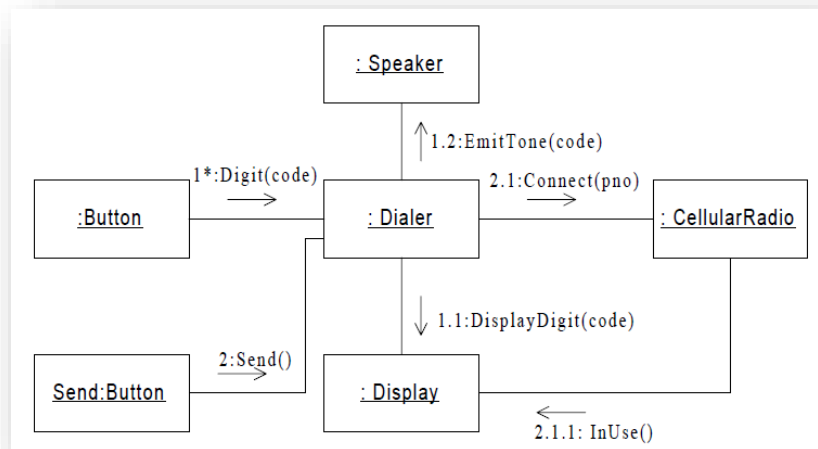 : Speaker
1.2:EmitTone(code)
1*:Digit(code)
2.1:Connect(pno)
:Button
: Dialer
: CellularRadio
1.1:DisplayDigit(code)
2:Send()
Send:Button
: Display
2.1.1: InUse()